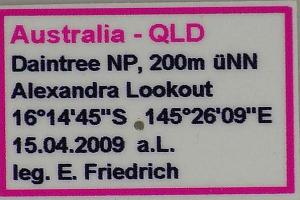 Australia - QLD
Daintree NP, 200m üNN
Alexandra Lookout
16°14'45"S 145°26'09"E
15.04.2009 a.L.
leg. E. Friedrich